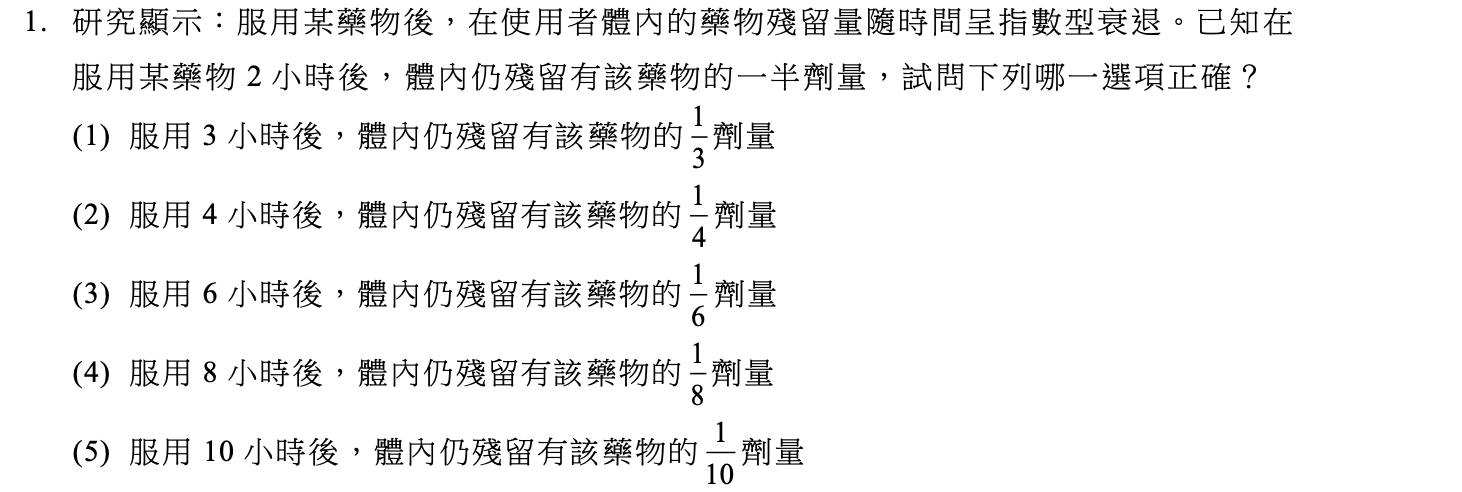 1. 研究顯示：服用某藥物後，在使用者體內的藥物殘留量隨時間呈指數型衰退。已知在
服用某藥物 2 小時後，體內仍殘留有該藥物的一半劑量，試問下列哪一選項正確？
(1) 服用 3 小時後，體內仍殘留有該藥物的 1/3 劑量
(2) 服用 4 小時後，體內仍殘留有該藥物的 1/4 劑量
(3) 服用 6 小時後，體內仍殘留有該藥物的 1/6 劑量
(4) 服用 8 小時後，體內仍殘留有該藥物的 1/8 劑量
(5) 服用 10 小時後，體內仍殘留有該藥物的 1/10 劑量